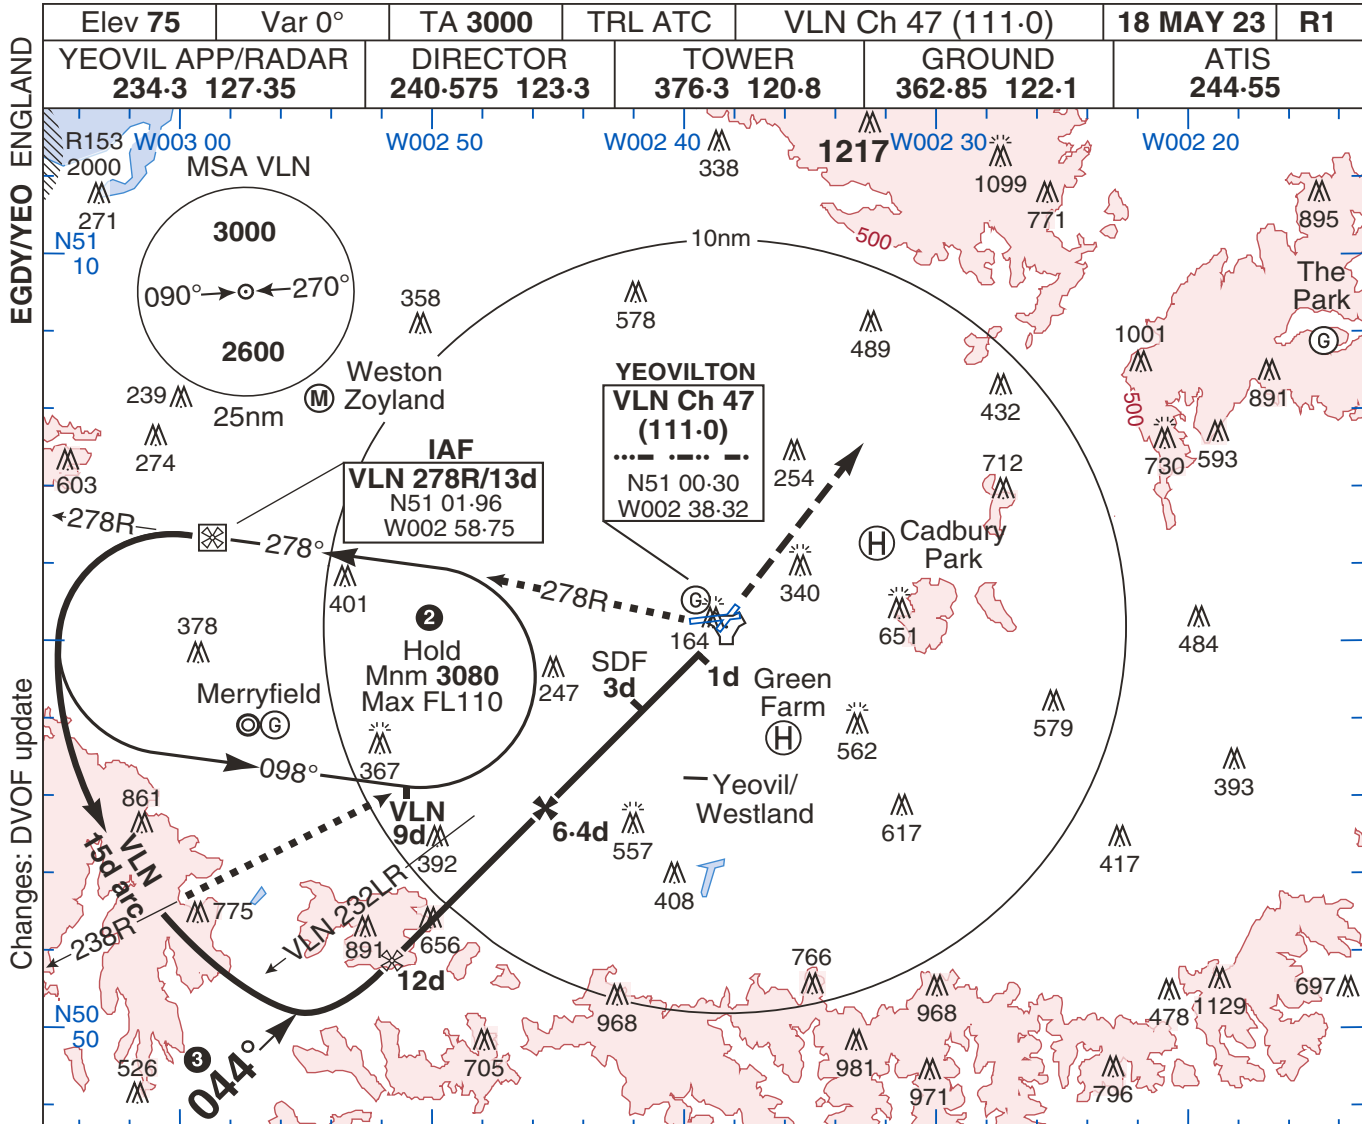 Elev 75
Var 0°
TA 3000
TRL ATC
VLN Ch 47 (111·0)
18 MAY 23
R1
YEOVIL APP/RADAR
234·3 127·35
DIRECTOR
240·575 123·3
TOWER
376·3 120·8
GROUND
362·85 122·1
ATIS
244·55
EGDY/YEO ENGLAND
Changes: DVOF update
R153
2000
271
W003 00
W002 50
W002 40
W002 30
W002 20
338
1217
1099
771
895
MSA VLN
3000
090°
270°
2600
25nm
N51
10
10nm
500
The
Park
G
358
578
489
1001
Weston
Zoyland
M
239
274
603
YEOVILTON
VLN Ch 47
(111·0)
N51 00·30
W002 38·32
432
500
891
730
593
254
712
IAF
VLN 278R/13d
N51 01·96
W002 58·75
278R
278°
278R
H
Cadbury
Park
340
401
2
Hold
Mnm 3080
Max FL110
G
164
651
484
378
247
SDF
3d
1d
Green
Farm
H
562
579
Merryfield
G
367
098°
Yeovil/
Westland
393
VLN
9d
6·4d
861
392
557
617
417
VLN
15d arc
408
775
238R
VLN 232LR
891
656
12d
766
968
968
478
1129
697
N50
50
3
044°
526
705
981
971
796